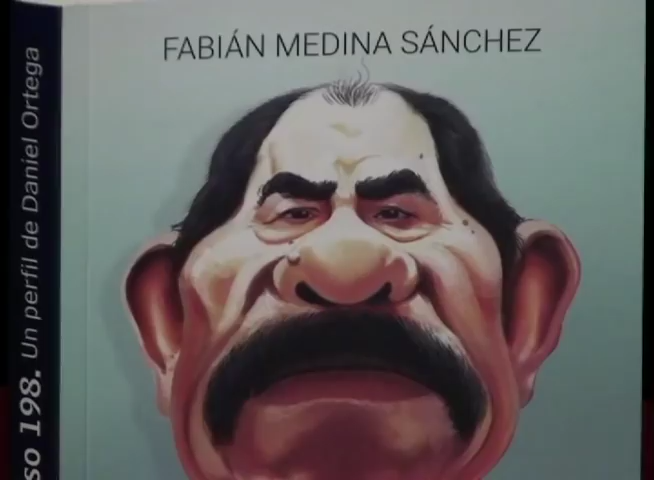 FABIÁN MEDINA SÁNCHEZ
so 198. Un perfil de Daniel Ortega